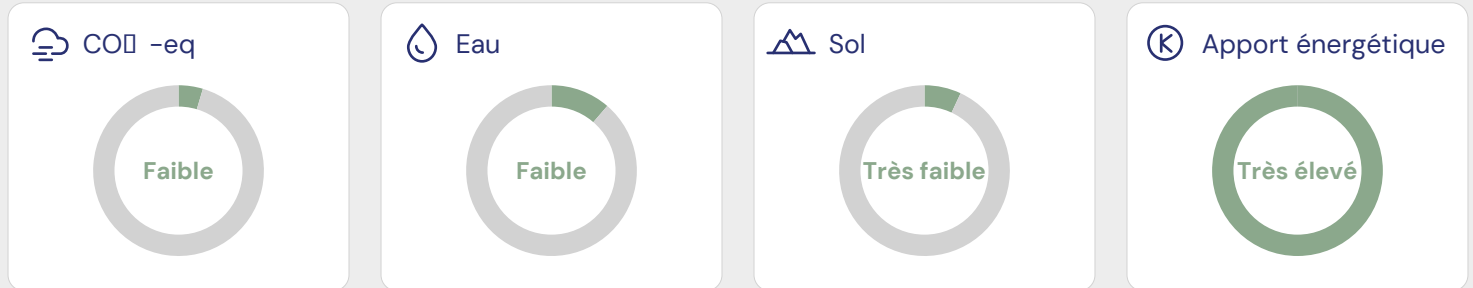 CO▯ -eq
Faible
Eau
Faible
Sol
Très faible
Apport énergétique
Très élevé